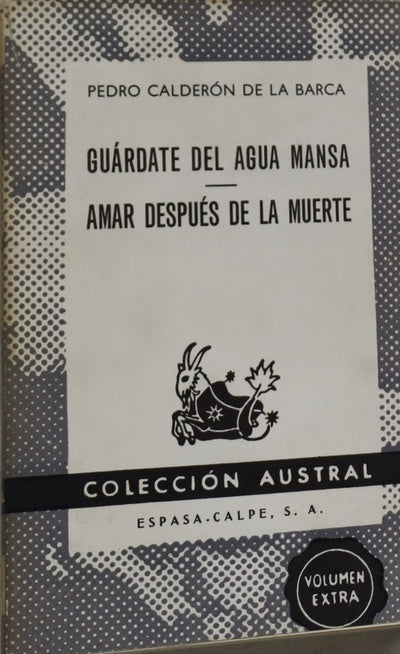 PEDRO CALDERÓN DE LA BARCA
GUÁRDATE DEL AGUA MANSA
AMAR DESPUÉS DE LA MUERTE
COLECCIÓN AUSTRAL
ESPASA-CALPE, S. A.
VOLUMEN
EXTRA